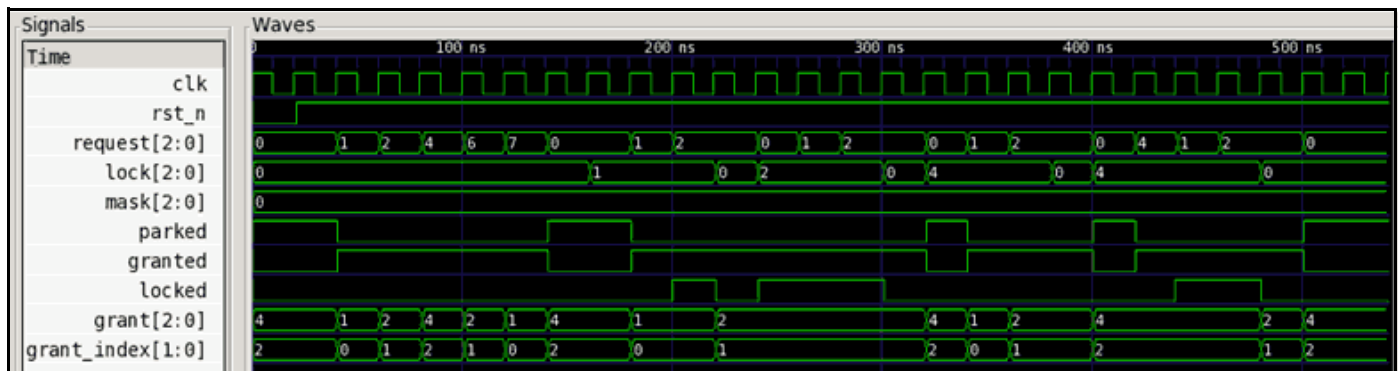 Signals Waves
Time 0 100 ns 200 ns 300 ns 400 ns 500 ns
clk
rst_n
request[2:0] 0 1 2 4 6 7 0 1 2 0 1 2 0 1 2 0 4 1 2 0
lock[2:0] 0 1 0 2 0 4 0 4 0
mask[2:0] 0
parked
granted
locked
grant[2:0] 4 1 2 4 2 1 4 1 2 4 1 2 4 2 4
grant_index[1:0] 2 0 1 2 1 0 2 0 1 2 0 1 2 1 2